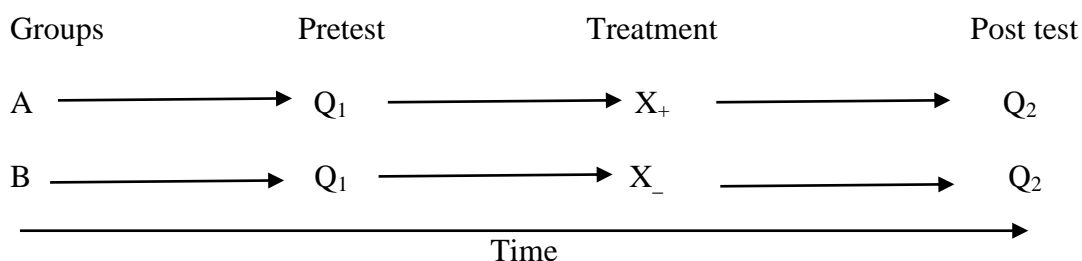 Groups Pretest Treatment Post test
A Q₁ X₊ Q₂
B Q₁ X_ Q₂
Time